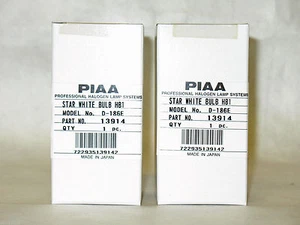 PIAA
PROFESSIONAL HALOGEN LAMP SYSTEMS
STAR WHITE BULB HB1
MODEL No. D-186E
PART NO. 13914
QTY 1 pc.
722935139142
MADE IN JAPAN
PIAA
PROFESSIONAL HALOGEN LAMP SYSTEMS
STAR WHITE BULB HB1
MODEL No. D-186E
PART NO. 13914
QTY 1 pc.
722935139142
MADE IN JAPAN